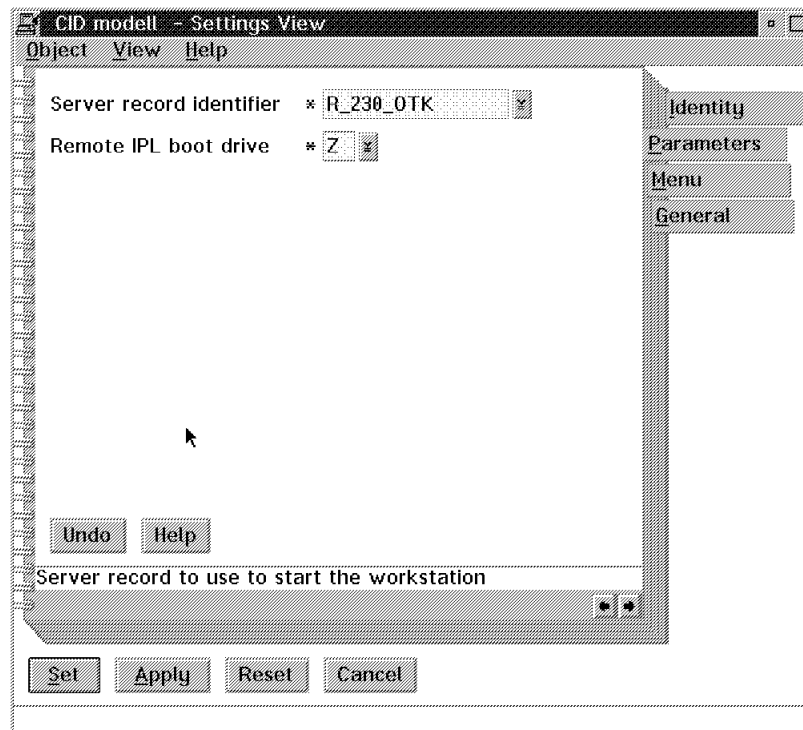 CID modell - Settings View
Object View Help
Server record identifier * R_230_OTK
Remote IPL boot drive * Z
Identity
Parameters
Menu
General
Undo Help
Server record to use to start the workstation
Set Apply Reset Cancel